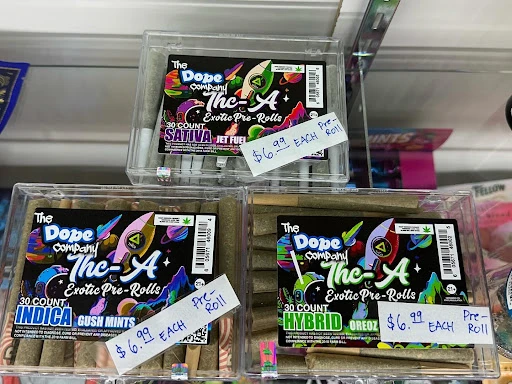 The
Dope
Company
THC-A
Exotic Pre-Rolls
30 COUNT
SATIVA JET FUEL
$6.99 EACH Pre-
Roll
The
Dope
Company
THC-A
Exotic Pre-Rolls
30 COUNT
INDICA GUSH MINTS
$6.99 EACH PRE-
ROLL
The
Dope
Company
THC-A
Exotic Pre-Rolls
30 COUNT
HYBRID OREOZ
$6.99 EACH Pre-
Roll